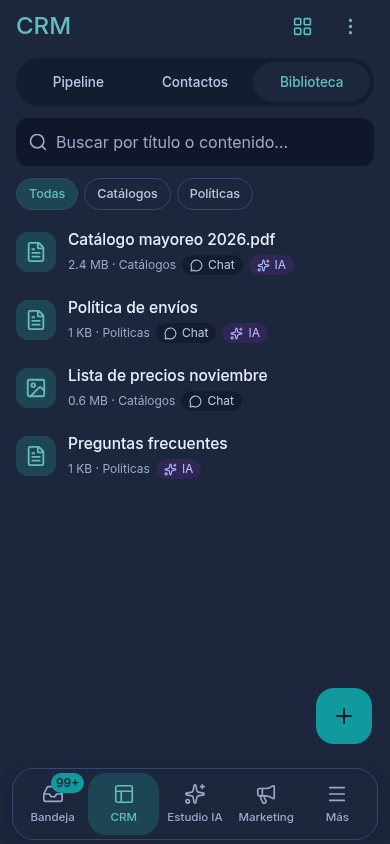 CRM
Pipeline Contactos Biblioteca
Buscar por título o contenido...
Todas Catálogos Políticas
Catálogo mayoreo 2026.pdf
2.4 MB · Catálogos Chat IA
Política de envíos
1 KB · Políticas Chat IA
Lista de precios noviembre
0.6 MB · Catálogos Chat
Preguntas frecuentes
1 KB · Políticas IA
99+
Bandeja CRM Estudio IA Marketing Más